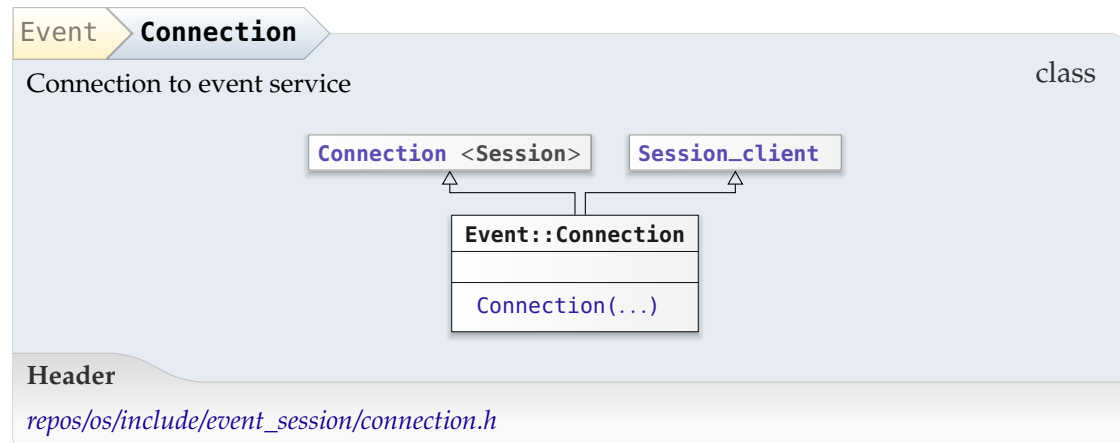 Event Connection
class
Connection to event service
Connection <Session> Session_client
Event::Connection
Connection(...)
Header
repos/os/include/event_session/connection.h